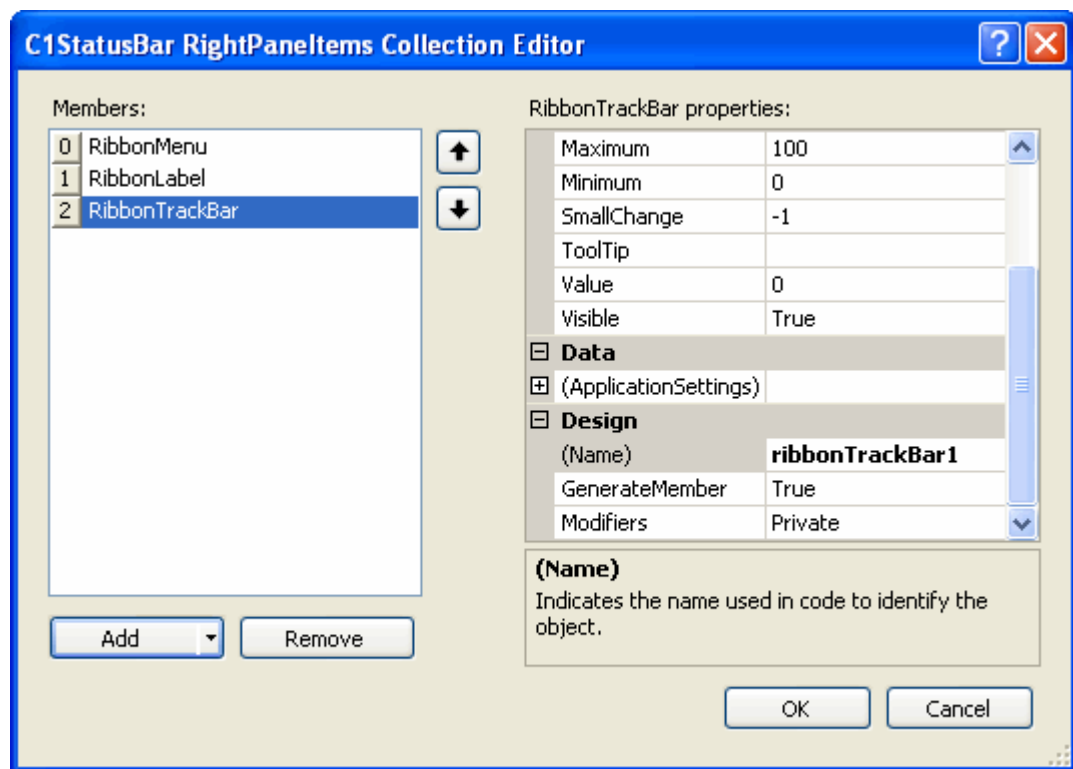 C1StatusBar RightPaneItems Collection Editor
Members:
0 RibbonMenu
1 RibbonLabel
2 RibbonTrackBar
Add
Remove
RibbonTrackBar properties:
Maximum 100
Minimum 0
SmallChange -1
ToolTip
Value 0
Visible True
Data
(ApplicationSettings)
Design
(Name) ribbonTrackBar1
GenerateMember True
Modifiers Private
(Name)
Indicates the name used in code to identify the
object.
OK
Cancel